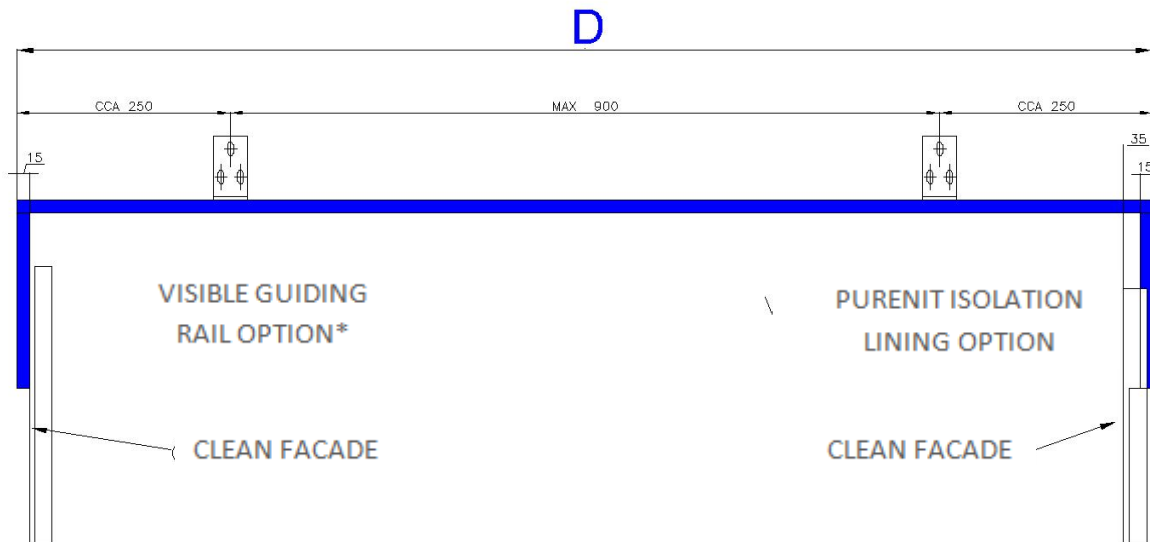 D
CCA 250
MAX 900
CCA 250
15
35
15
VISIBLE GUIDING
RAIL OPTION*
PURENIT ISOLATION
LINING OPTION
CLEAN FACADE
CLEAN FACADE